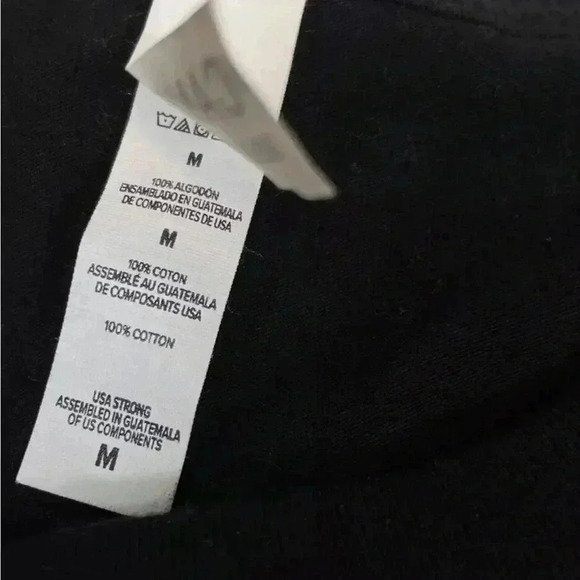 M
100% ALGODÓN
ENSAMBLADO EN GUATEMALA
DE COMPONENTES DE USA
M
100% COTON
ASSEMBLÉ AU GUATEMALA
DE COMPOSANTS USA
100% COTTON
USA STRONG
ASSEMBLED IN GUATEMALA
OF US COMPONENTS
M